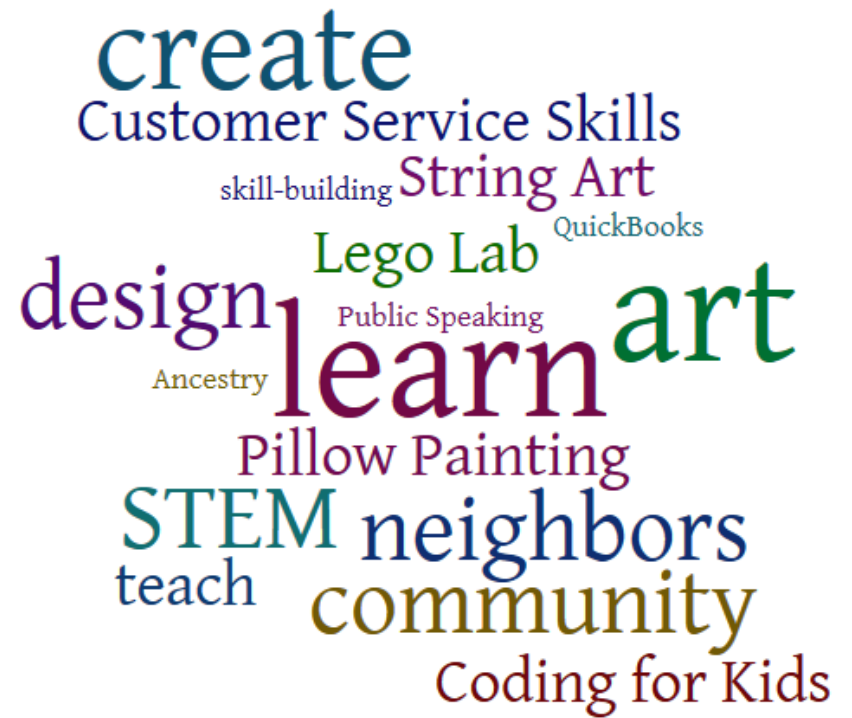 create
Customer Service Skills
skill-building
String Art
QuickBooks
Lego Lab
design
art
Public Speaking
learn
Ancestry
Pillow Painting
STEM
neighbors
teach
community
Coding for Kids